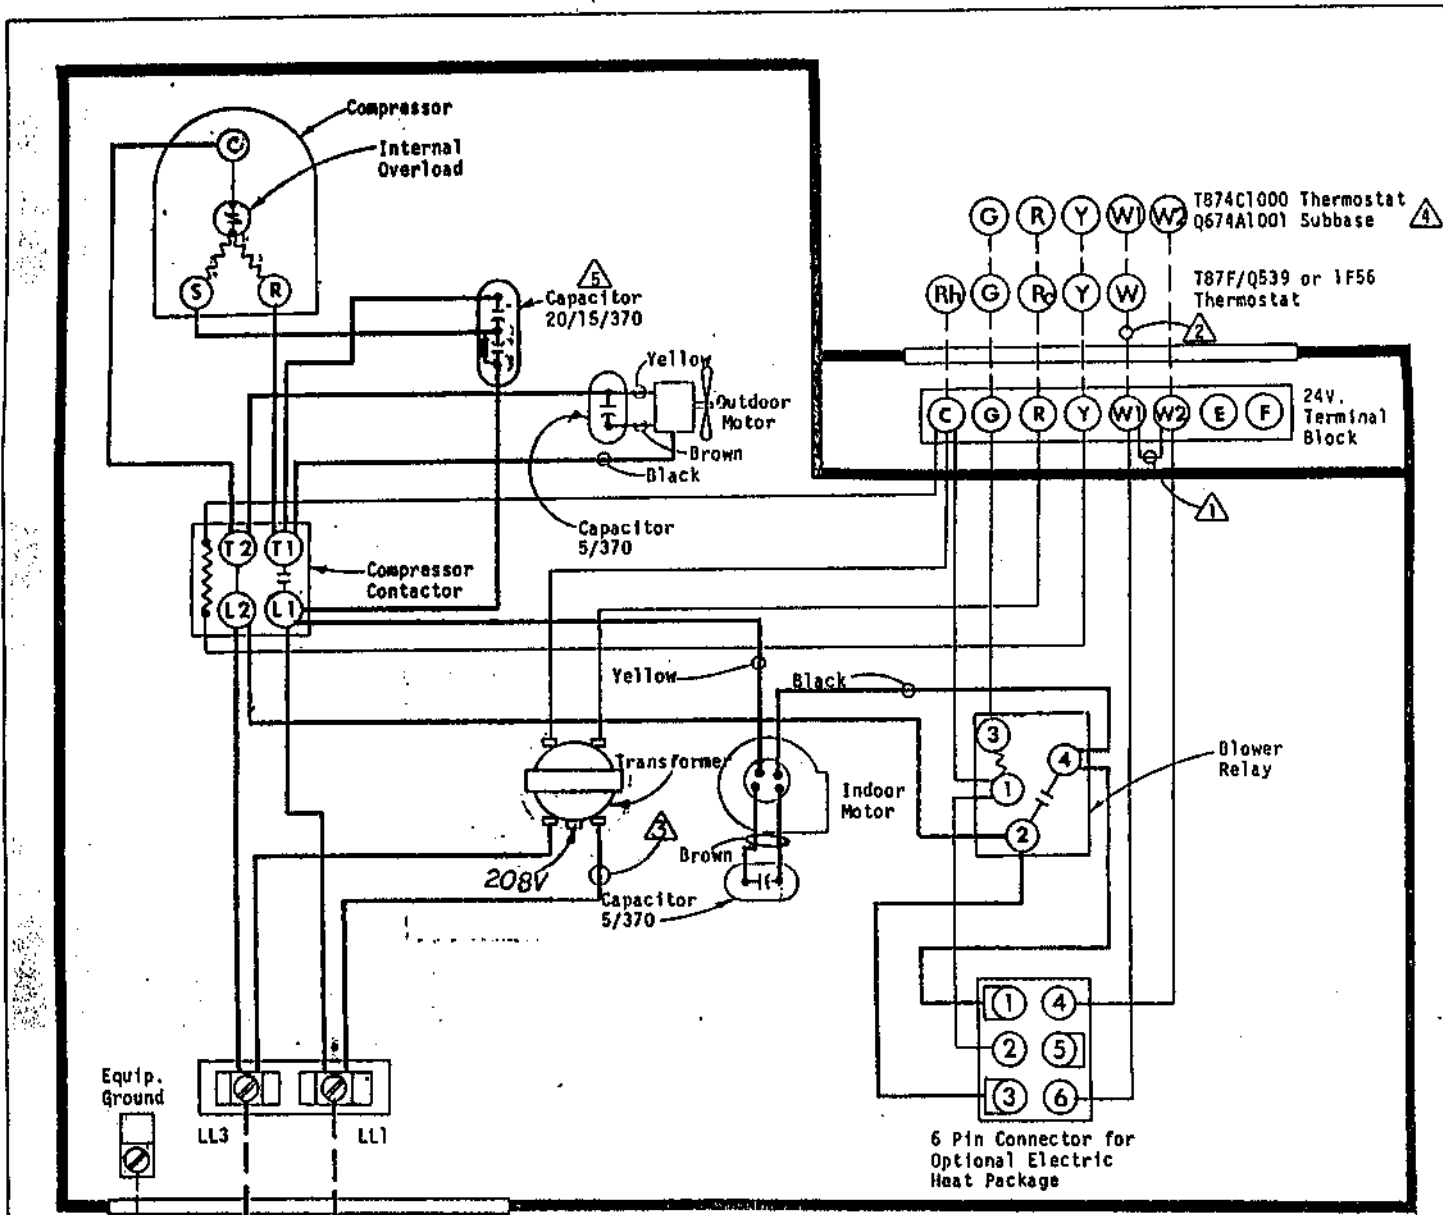 Compressor
Internal
Overload
C
S
R
5
Capacitor
20/15/370
Yellow
Outdoor
Motor
Brown
Black
Capacitor
5/370
T2
T1
L2
L1
Compressor
Contactor
G
R
Y
W1
W2
T874C1000 Thermostat
Q674A1001 Subbase
4
Rh
G
Rc
Y
W
T87F/Q539 or 1F56
Thermostat
2
C
G
R
Y
W1
W2
E
F
24V.
Terminal
Block
1
Yellow
Black
Transformer
208V
3
Indoor
Motor
Brown
Capacitor
5/370
3
4
1
2
Blower
Relay
1
4
2
5
3
6
6 Pin Connector for
Optional Electric
Heat Package
Equip.
Ground
LL3
LL1